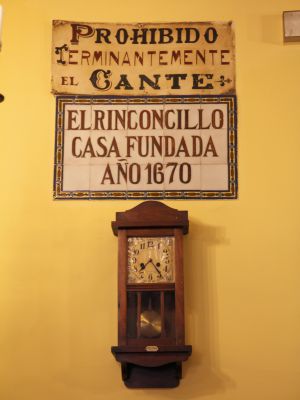 PROHIBIDO
TERMINANTEMENTE
EL CANTE
EL RINCONCILLO
CASA FUNDADA
AÑO 1670